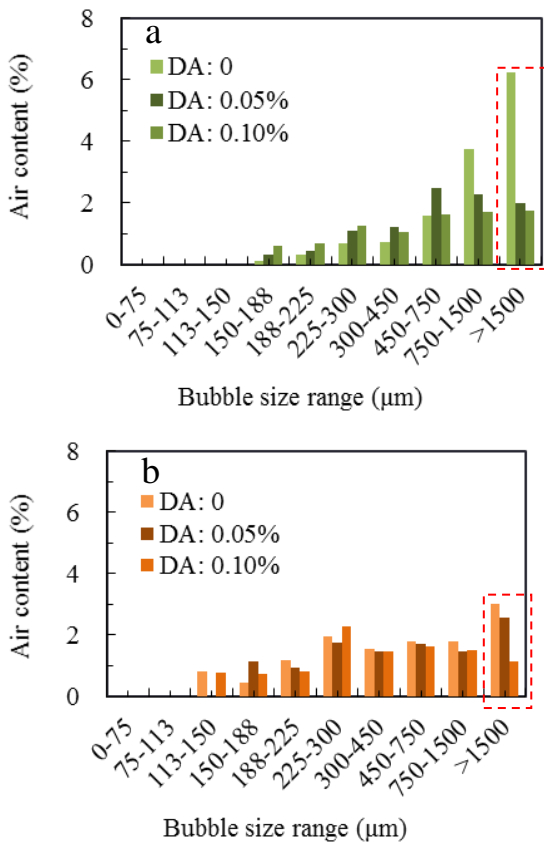 a
8
6
4
2
0
Air content (%)
DA: 0
DA: 0.05%
DA: 0.10%
0-75
75-113
113-150
150-188
188-225
225-300
300-450
450-750
750-1500
>1500
Bubble size range (μm)
b
8
6
4
2
0
Air content (%)
DA: 0
DA: 0.05%
DA: 0.10%
0-75
75-113
113-150
150-188
188-225
225-300
300-450
450-750
750-1500
>1500
Bubble size range (μm)